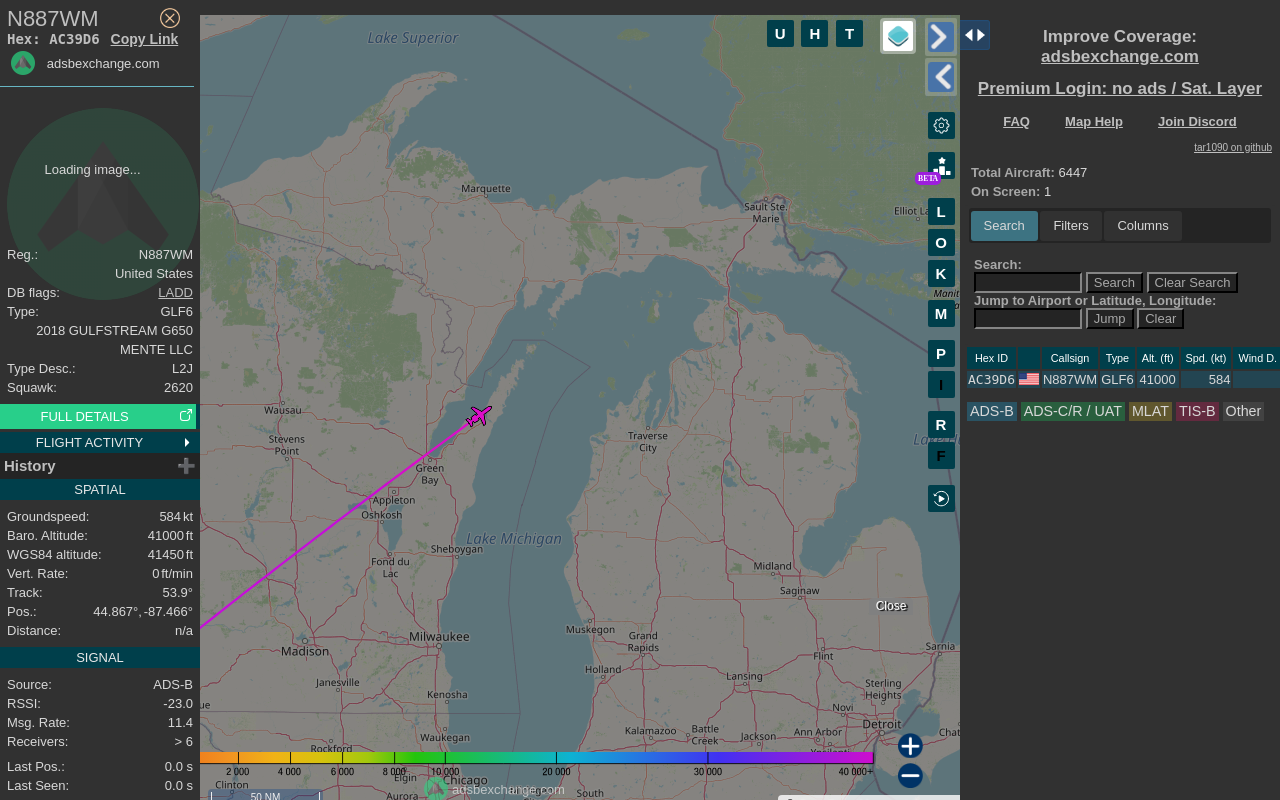 N887WM
Hex: AC39D6 Copy Link
adsbexchange.com
Loading image...
Reg.: N887WM
United States
DB flags: LADD
Type: GLF6
2018 GULFSTREAM G650
MENTE LLC
Type Desc.: L2J
Squawk: 2620
FULL DETAILS
FLIGHT ACTIVITY
History
SPATIAL
Groundspeed: 584 kt
Baro. Altitude: 41000 ft
WGS84 altitude: 41450 ft
Vert. Rate: 0 ft/min
Track: 53.9°
Pos.: 44.867°, -87.466°
Distance: n/a
SIGNAL
Source: ADS-B
RSSI: -23.0
Msg. Rate: 11.4
Receivers: > 6
Last Pos.: 0.0 s
Last Seen: 0.0 s
Lake Superior
U H T
Marquette
Sault Ste.
Marie
Elliot
BETA
L
O
K
M
P
I
R
F
Wausau
Stevens
Point
Green
Bay
Traverse
City
Appleton
Oshkosh
Lake Michigan
Sheboygan
Fond du
Lac
Midland
Saginaw
Close
Muskegon
Milwaukee
Grand
Rapids
Madison
Flint
Sarnia
Holland
Janesville
Lansing
Sterling
Heights
Kenosha
Novi
Detroit
Waukegan
Kalamazoo
Battle
Creek
Jackson
Ann Arbor
Rockford
2 000 4 000 6 000 8 000 10 000 20 000 30 000 40 000+
Clinton
Elgin
Chicago
adsbexchange.com
Aurora
South
50 NM
Improve Coverage:
adsbexchange.com
Premium Login: no ads / Sat. Layer
FAQ Map Help Join Discord
tar1090 on github
Total Aircraft: 6447
On Screen: 1
Search Filters Columns
Search:
Search Clear Search
Jump to Airport or Latitude, Longitude:
Jump Clear
Hex ID Callsign Type Alt. (ft) Spd. (kt) Wind D.
AC39D6 N887WM GLF6 41000 584
ADS-B ADS-C/R / UAT MLAT TIS-B Other